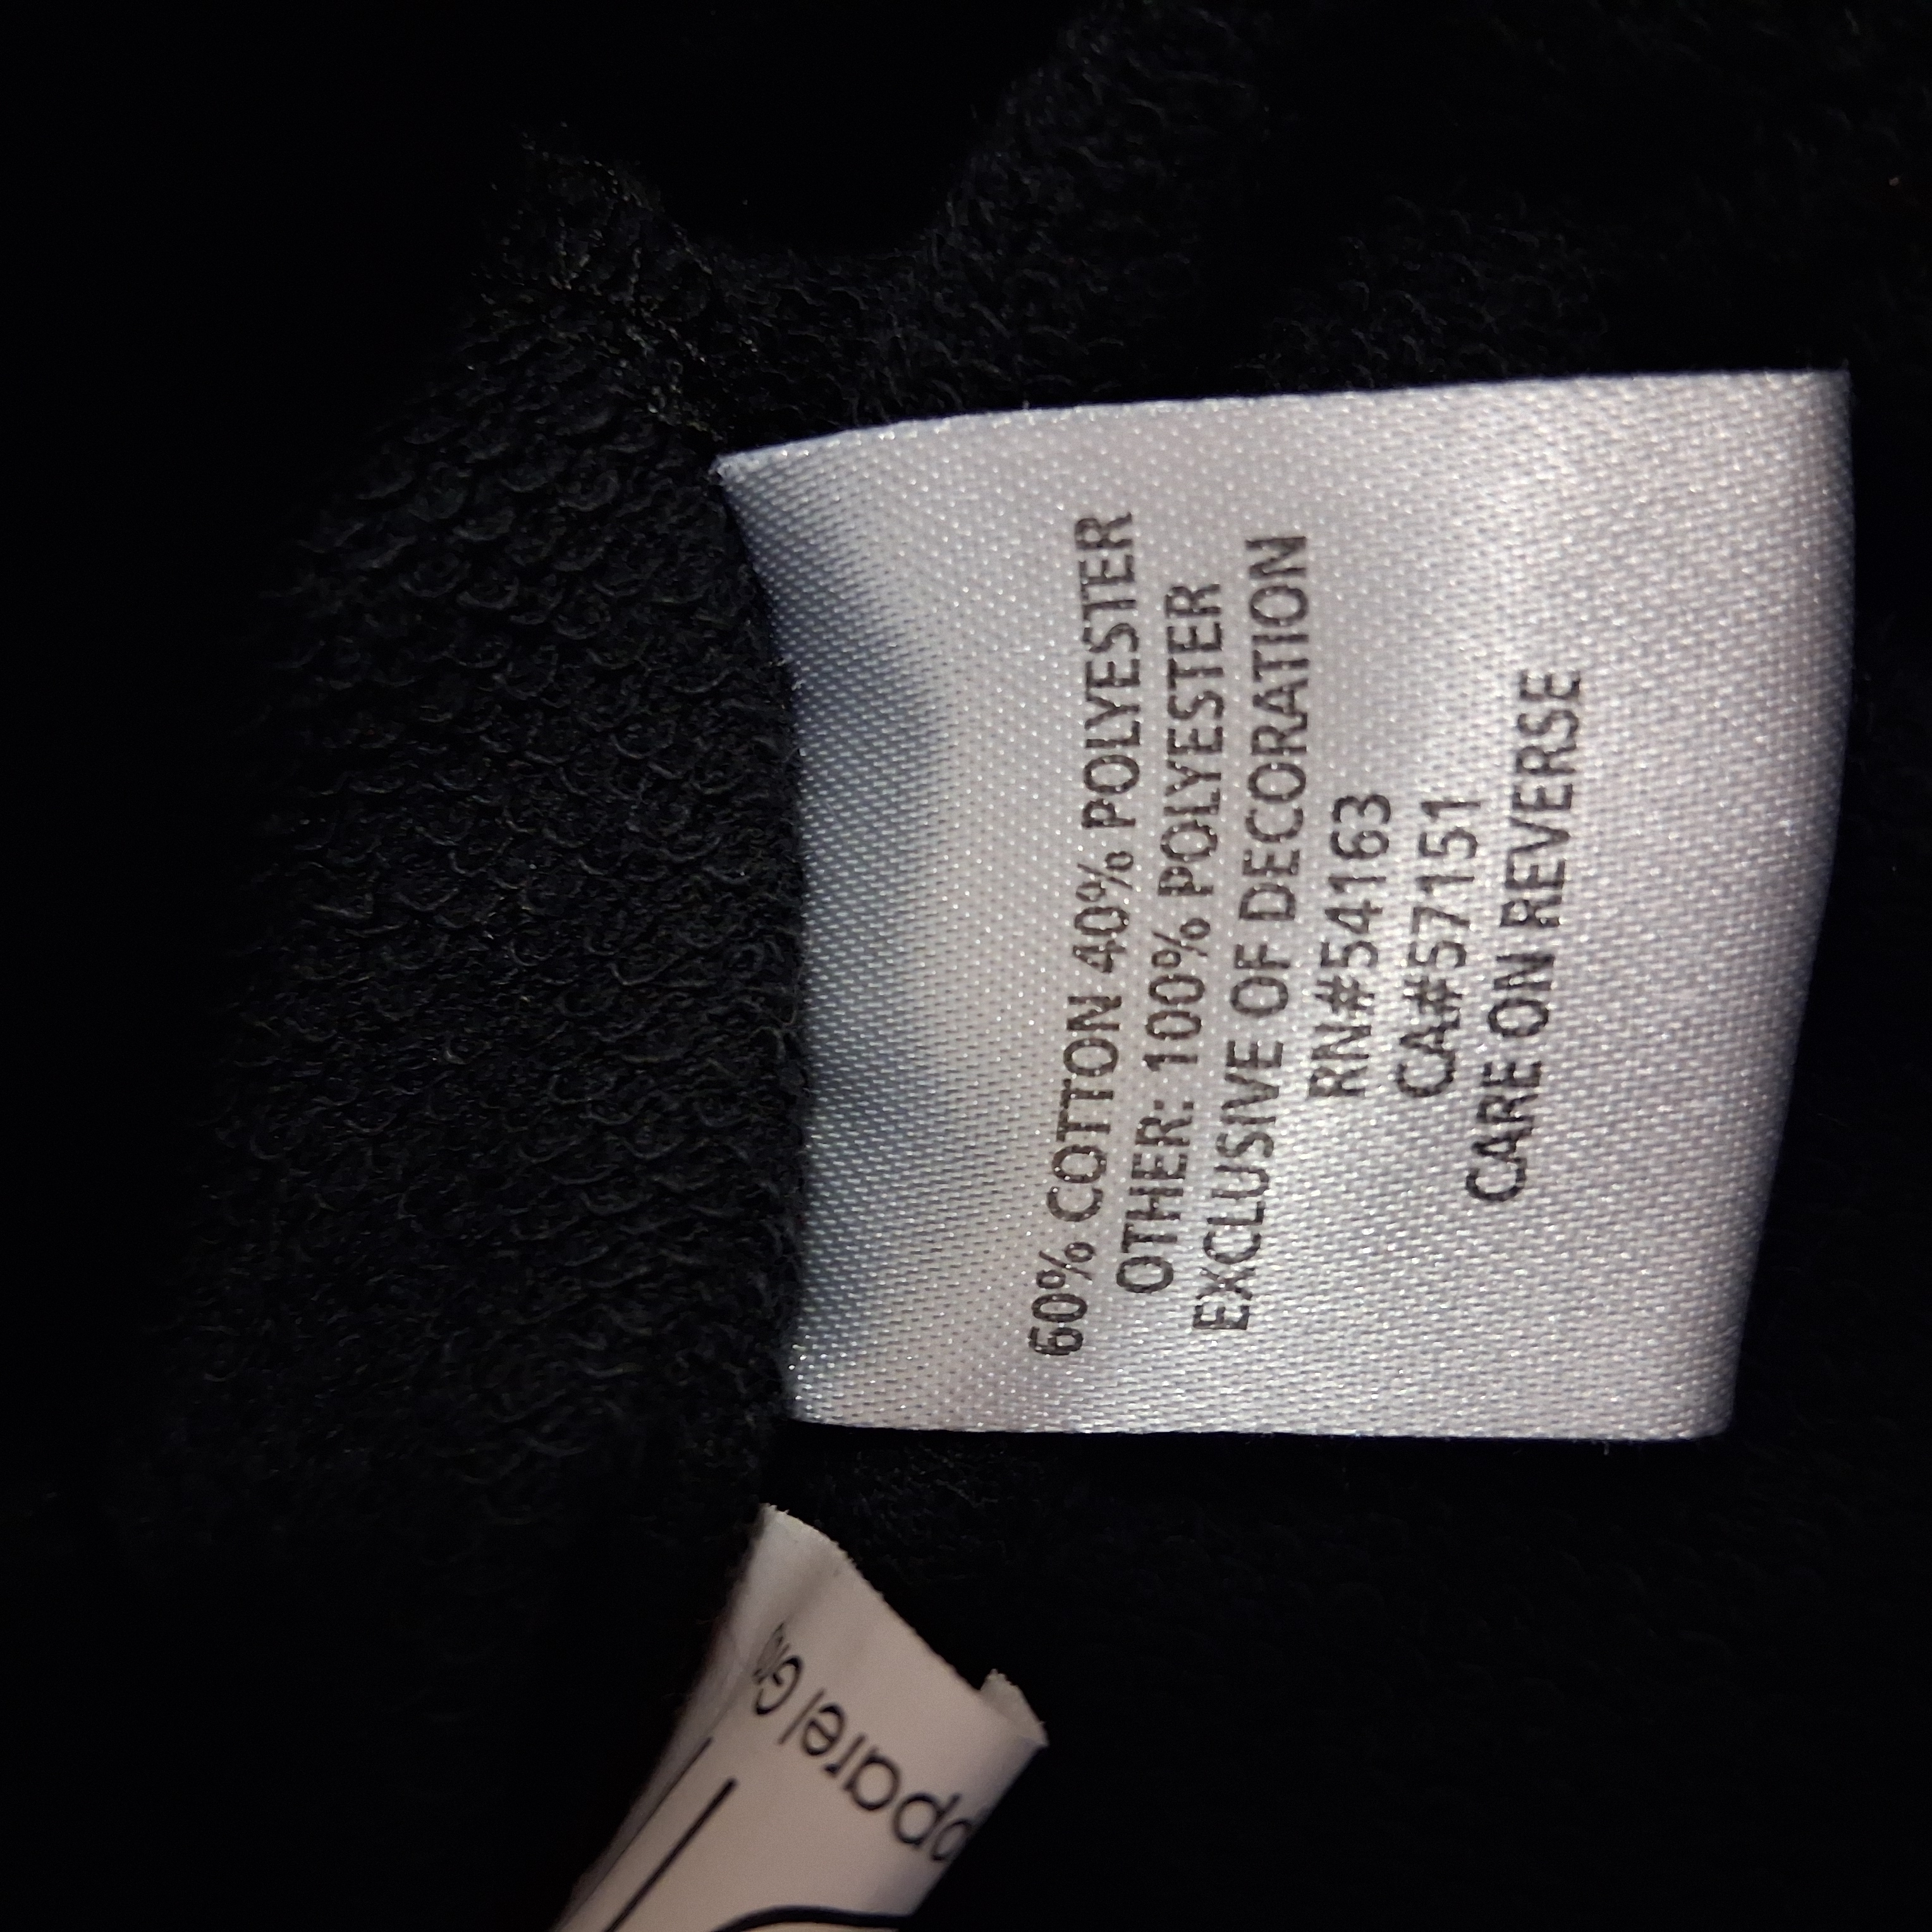 60% COTTON 40% POLYESTER
OTHER: 100% POLYESTER
EXCLUSIVE OF DECORATION
RN#54163
CA#57151
CARE ON REVERSE